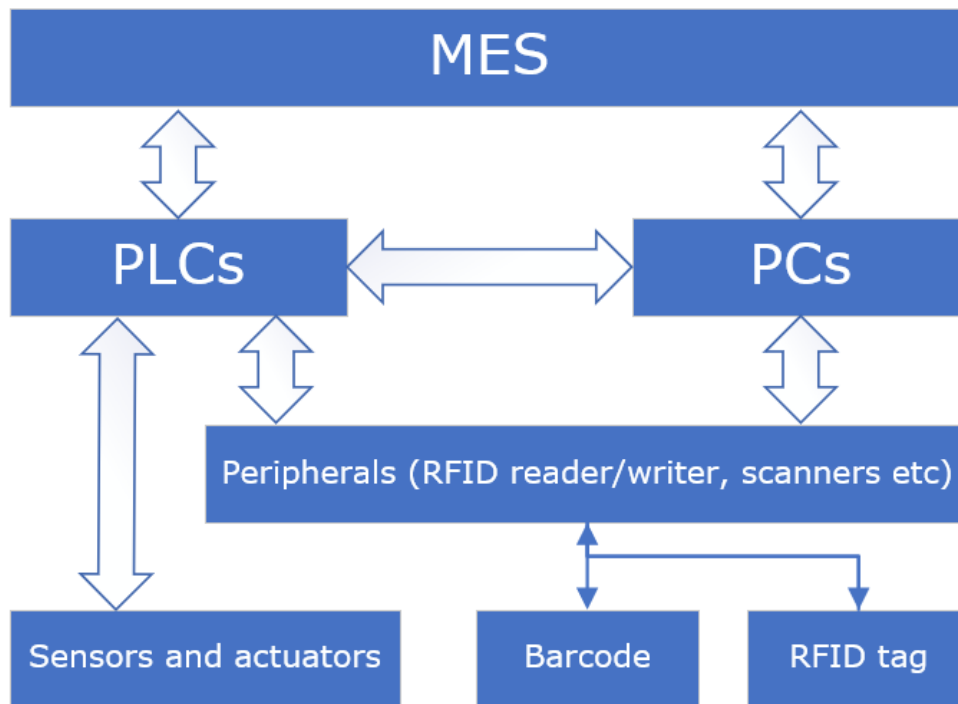 MES
PLCs
PCs
Peripherals (RFID reader/writer, scanners etc)
Sensors and actuators
Barcode
RFID tag